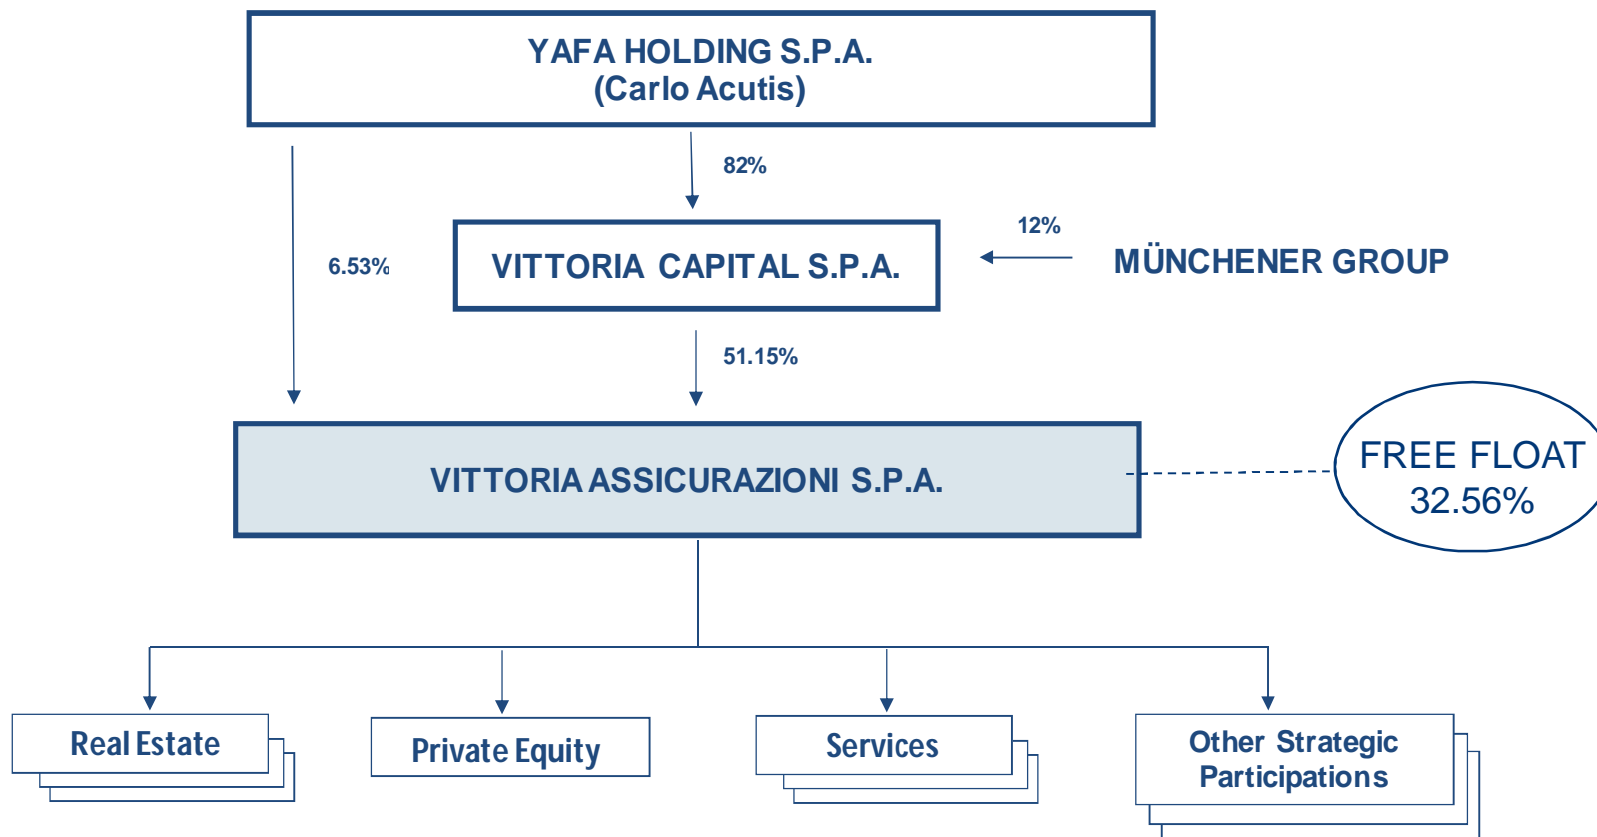 YAFA HOLDING S.P.A.
(Carlo Acutis)
82%
12%
6.53%
VITTORIA CAPITAL S.P.A.
MÜNCHENER GROUP
51.15%
VITTORIA ASSICURAZIONI S.P.A.
FREE FLOAT
32.56%
Real Estate
Private Equity
Services
Other Strategic
Participations